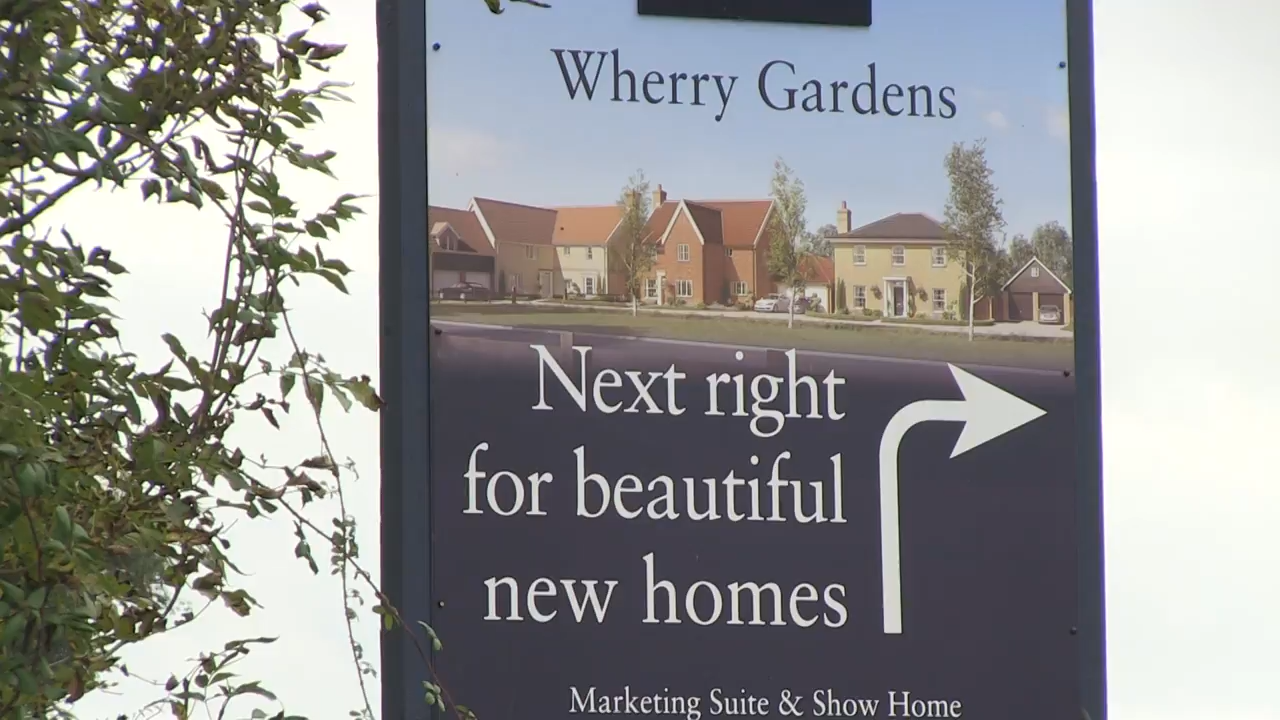 Wherry Gardens
Next right
for beautiful
new homes
Marketing Suite & Show Home